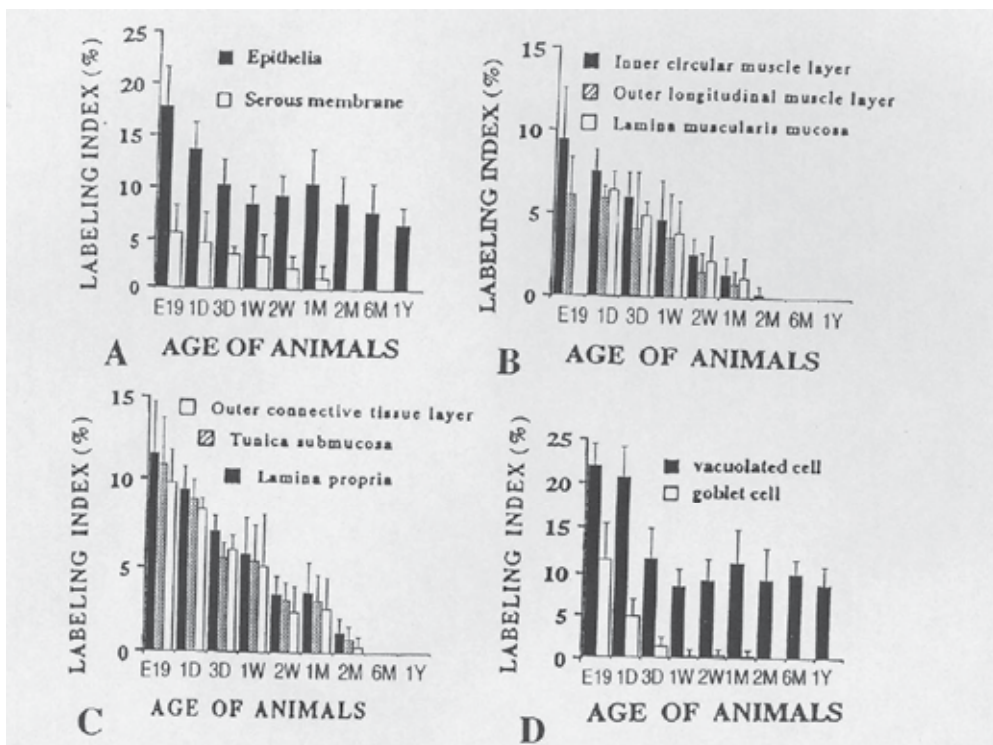 LABELING INDEX (%)
25
20
15
10
5
0
Epithelia
Serous membrane
E19 1D 3D 1W 2W 1M 2M 6M 1Y
A AGE OF ANIMALS
LABELING INDEX (%)
15
10
5
0
Inner circular muscle layer
Outer longitudinal muscle layer
Lamina muscularis mucosa
E19 1D 3D 1W 2W 1M 2M 6M 1Y
B AGE OF ANIMALS
LABELING INDEX (%)
15
10
5
0
Outer connective tissue layer
Tunica submucosa
Lamina propria
E19 1D 3D 1W 2W 1M 2M 6M 1Y
C AGE OF ANIMALS
LABELING INDEX (%)
25
20
15
10
5
0
vacuolated cell
goblet cell
E19 1D 3D 1W 2W 1M 2M 6M 1Y
D AGE OF ANIMALS